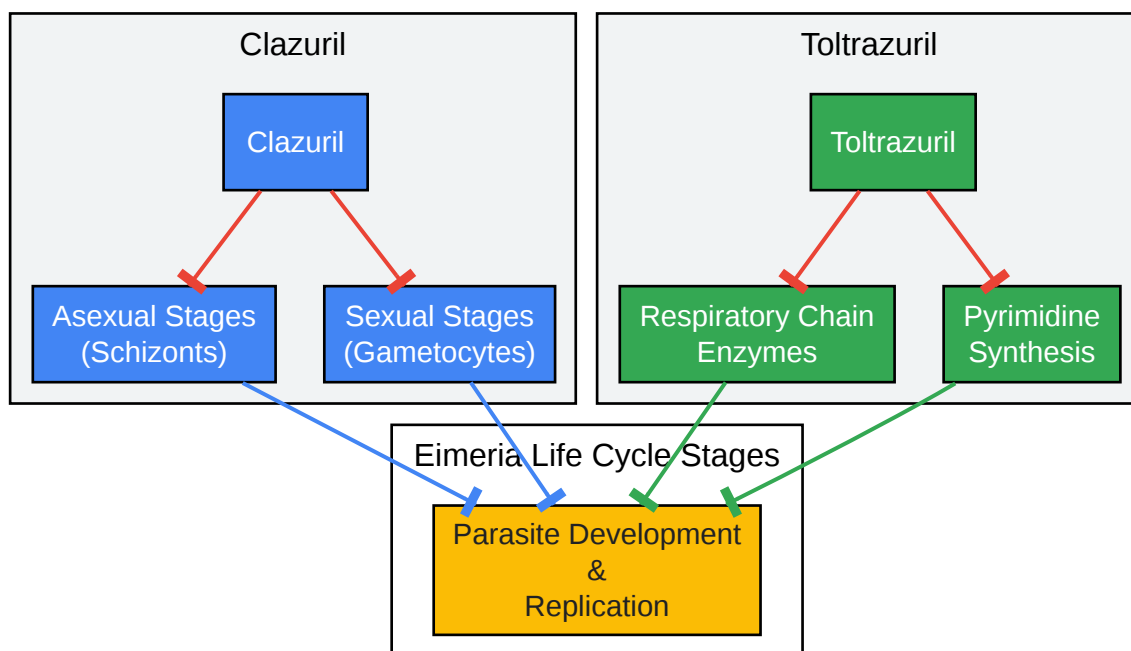 Clazuril
Toltrazuril
Clazuril
Toltrazuril
Asexual Stages
(Schizonts)
Sexual Stages
(Gametocytes)
Respiratory Chain
Enzymes
Pyrimidine
Synthesis
Eimeria Life Cycle Stages
Parasite Development
&
Replication